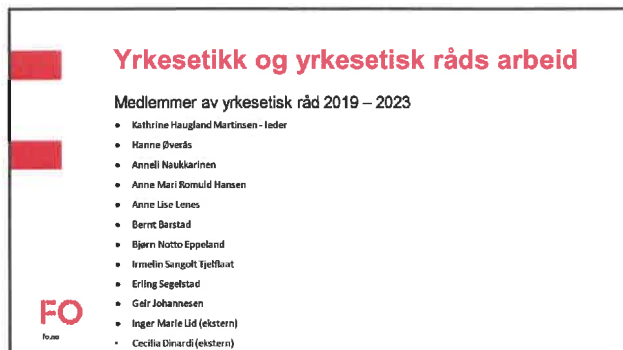 Yrkesetikk og yrkesetisk råds arbeid
Medlemmer av yrkesetisk råd 2019 – 2023
• Kathrine Haugland Martinsen - leder
• Hanne Øverås
• Anneli Naukkarinen
• Anne Mari Romuld Hansen
• Anne Lise Lenes
• Bernt Barstad
• Bjørn Notto Eppeland
• Irmelin Sangolt Tjelflaat
• Erling Segelstad
• Geir Johannesen
• Inger Marie Lid (ekstern)
• Cecilia Dinardi (ekstern)
FO
fo.no